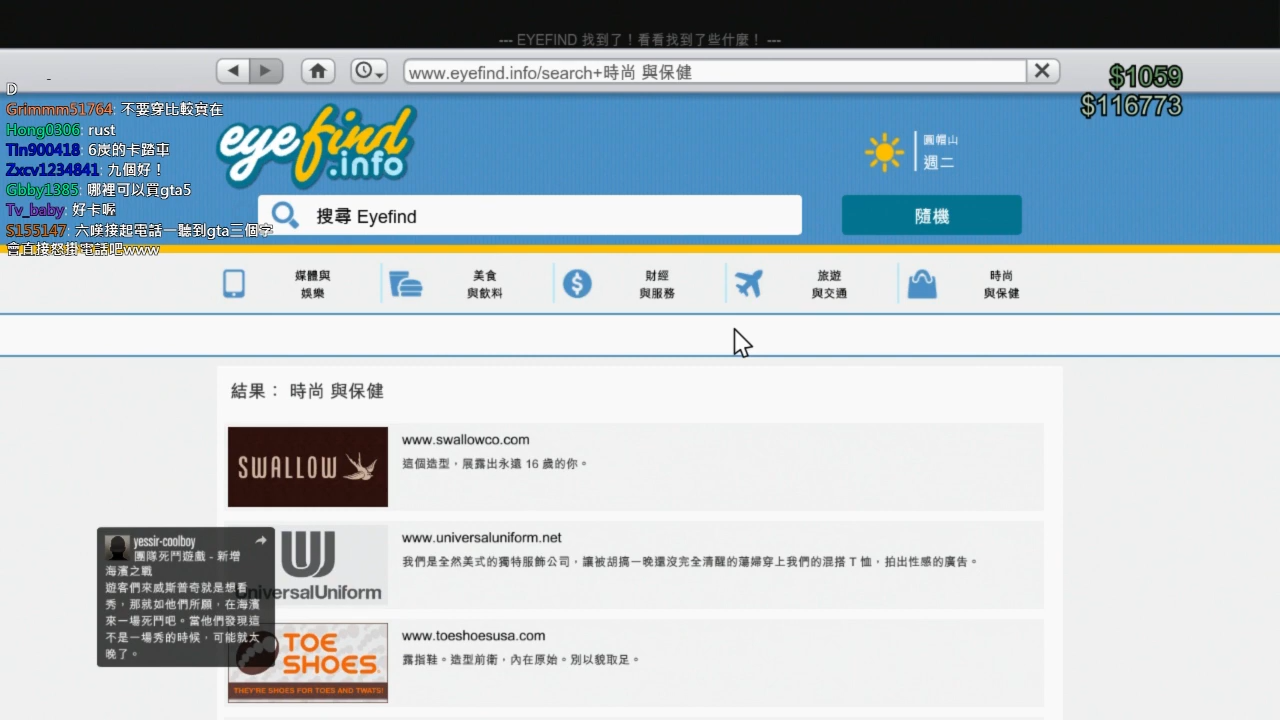 --- EYEFIND 找到了！看看找到了些什麼！ ---
www.eyefind.info/search+時尚 與保健
$1059
$116773
D
Grimmm51764: 不要穿比較實在
Hong0306: rust
Tin900418: 6炭的卡踏車
Zxcv1234841: 九個好！
Gbby1385: 哪裡可以買gta5
Tv_baby: 好卡喔
S155147: 六嘆接起電話一聽到gta三個字
會直接怒掛電話吧www
eyefind
.info
圓帽山
週二
搜尋 Eyefind
隨機
媒體與
娛樂
美食
與飲料
財經
與服務
旅遊
與交通
時尚
與保健
結果： 時尚 與保健
SWALLOW
www.swallowco.com
這個造型，展露出永遠 16 歲的你。
UniversalUniform
www.universaluniform.net
我們是全然美式的獨特服飾公司，讓被胡搞一晚還沒完全清醒的蕩婦穿上我們的混搭 T 恤，拍出性感的廣告。
yessir-coolboy
團隊死鬥遊戲 - 新增
海濱之戰
遊客們來威斯普奇就是想看
秀，那就如他們所願，在海濱
來一場死鬥吧。當他們發現這
不是一場秀的時候，可能就太
晚了。
TOE
SHOES
THEY'RE SHOES FOR TOES AND TWATS!
www.toeshoesusa.com
露指鞋。造型前衛，內在原始。別以貌取足。